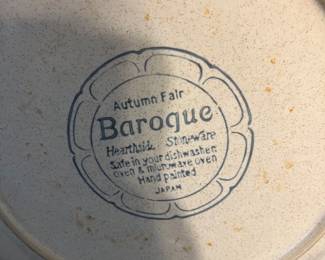 Autumn Fair
Baroque
Hearthside Stoneware
Safe in your dishwasher
oven & microwave oven
Hand painted
JAPAN